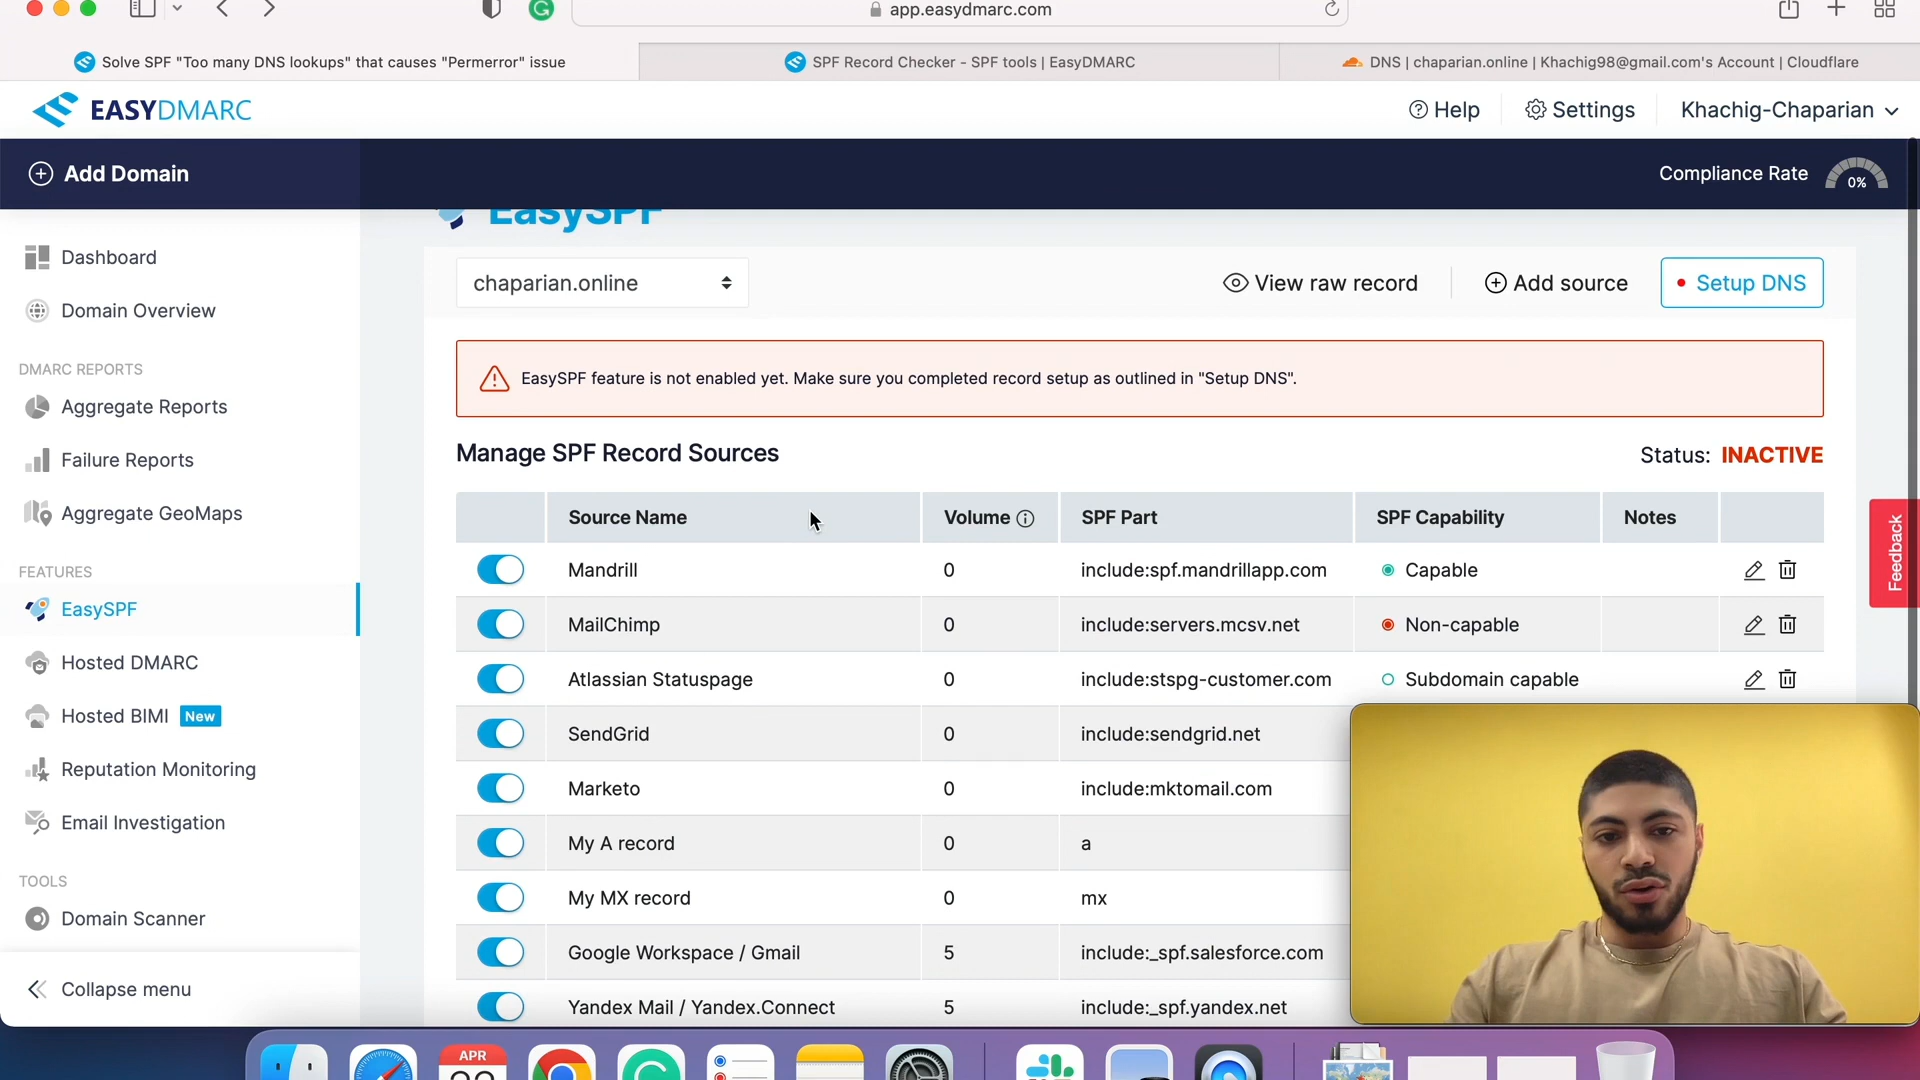 app.easydmarc.com
Solve SPF "Too many DNS lookups" that causes "Permerror" issue
SPF Record Checker - SPF tools | EasyDMARC
DNS | chaparian.online | Khachig98@gmail.com's Account | Cloudflare
EASYDMARC
Help
Settings
Khachig-Chaparian
Add Domain
Compliance Rate
0%
EasySPF
Dashboard
Domain Overview
DMARC REPORTS
Aggregate Reports
Failure Reports
Aggregate GeoMaps
FEATURES
EasySPF
Hosted DMARC
Hosted BIMI New
Reputation Monitoring
Email Investigation
TOOLS
Domain Scanner
Collapse menu
chaparian.online
View raw record
Add source
Setup DNS
EasySPF feature is not enabled yet. Make sure you completed record setup as outlined in "Setup DNS".
Manage SPF Record Sources
Status: INACTIVE
Source Name Volume SPF Part SPF Capability Notes
Mandrill 0 include:spf.mandrillapp.com Capable
MailChimp 0 include:servers.mcsv.net Non-capable
Atlassian Statuspage 0 include:stspg-customer.com Subdomain capable
SendGrid 0 include:sendgrid.net
Marketo 0 include:mktomail.com
My A record 0 a
My MX record 0 mx
Google Workspace / Gmail 5 include:_spf.salesforce.com
Yandex Mail / Yandex.Connect 5 include:_spf.yandex.net
Feedback
APR